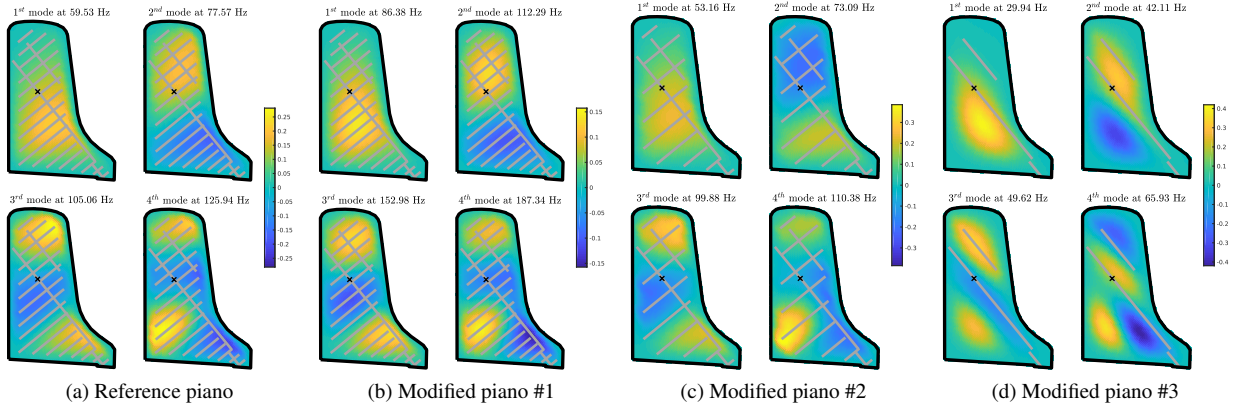 1st mode at 59.53 Hz
2nd mode at 77.57 Hz
0.25
0.2
0.15
0.1
0.05
0
-0.05
-0.1
-0.15
-0.2
-0.25
3rd mode at 105.06 Hz
4th mode at 125.94 Hz
(a) Reference piano
1st mode at 86.38 Hz
2nd mode at 112.29 Hz
0.15
0.1
0.05
0
-0.05
-0.1
-0.15
3rd mode at 152.98 Hz
4th mode at 187.34 Hz
(b) Modified piano #1
1st mode at 53.16 Hz
2nd mode at 73.09 Hz
0.3
0.2
0.1
0
-0.1
-0.2
-0.3
3rd mode at 99.88 Hz
4th mode at 110.38 Hz
(c) Modified piano #2
1st mode at 29.94 Hz
2nd mode at 42.11 Hz
0.4
0.3
0.2
0.1
0
-0.1
-0.2
-0.3
-0.4
3rd mode at 49.62 Hz
4th mode at 65.93 Hz
(d) Modified piano #3